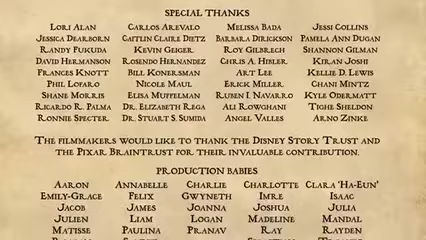 SPECIAL THANKS
LORI ALAN CARLOS AREVALO MELISSA BADA JESSI COLLINS
JESSICA DEARBORN CAITLIN CLAIRE DIETZ BARBARA DIRICKSON PAMELA ANN DUGAN
RANDY FUKUDA KEVIN GEIGER ROY GILBRECH SHANNON GILMAN
DAVID HERMANSON ROSENDO HERNANDEZ CHRIS A. HIBLER KIRAN JOSHI
FRANCES KNOTT BILL KONERSMAN ART LEE KELLIE D. LEWIS
PHIL LOFARO NICOLE MAUL ERICK MILLER CHANI MINTZ
SHANE MORRIS ELISA MUFFELMAN RUBEN I. NAVARRO KYLE ODERMATT
RICARDO R. PALMA DR. ELIZABETH REGA ALI ROWGHANI TIGHE SHELDON
RONNIE SPECTER DR. STUART S. SUMIDA ANGEL VALLES ARNO ZINKE
THE FILMMAKERS WOULD LIKE TO THANK THE DISNEY STORY TRUST AND
THE PIXAR BRAINTRUST FOR THEIR INVALUABLE CONTRIBUTION.
PRODUCTION BABIES
AARON ANNABELLE CHARLIE CHARLOTTE CLARA 'HA-EUN'
EMILY-GRACE FELIX GWYNETH IMRE ISAAC
JACOB JAMES JOANNA JOSHUA JULIA
JULIEN LIAM LOGAN MADELINE MANDAL
MATISSE PAULINA PRANAV RAY RAYDEN